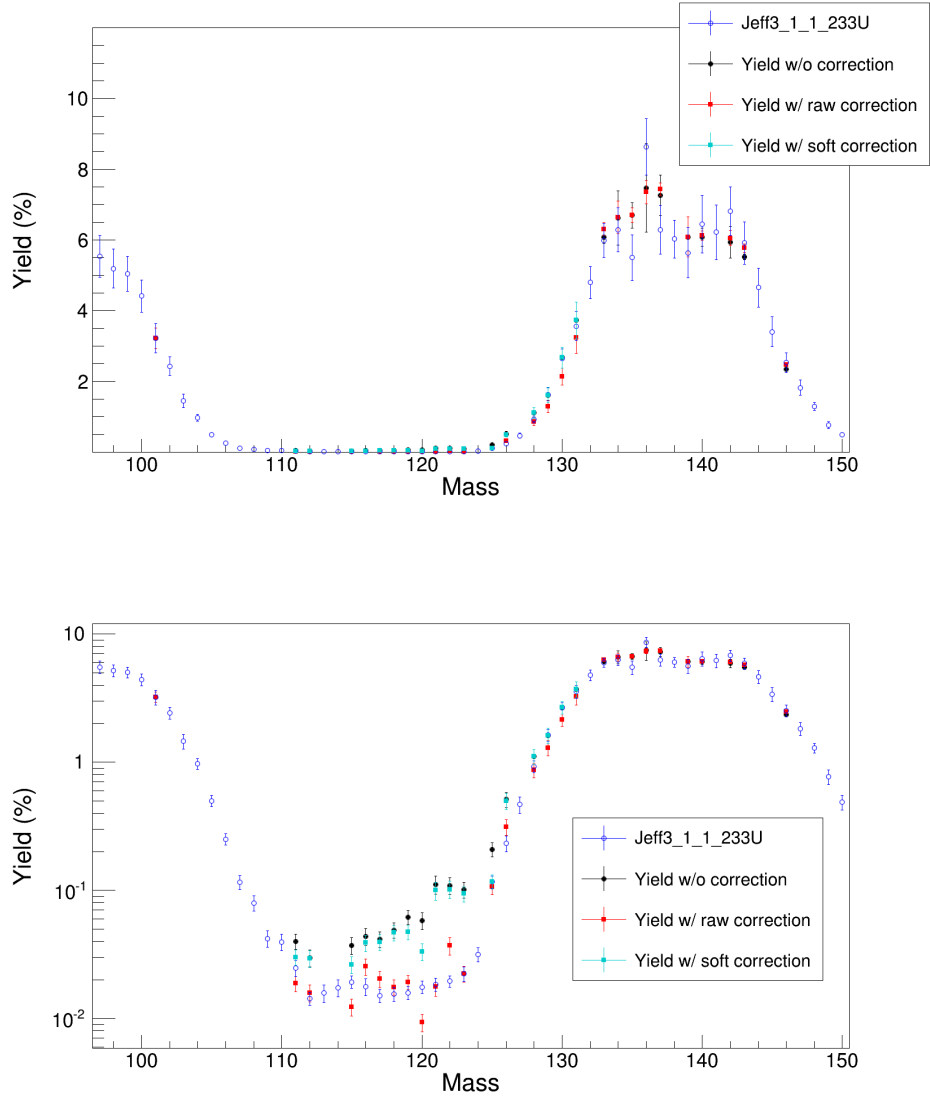 Jeff3_1_1_233U
Yield w/o correction
Yield w/ raw correction
Yield w/ soft correction
Yield (%)
10
8
6
4
2
100 110 120 130 140 150
Mass
Yield (%)
10
1
10⁻¹
10⁻²
Jeff3_1_1_233U
Yield w/o correction
Yield w/ raw correction
Yield w/ soft correction
100 110 120 130 140 150
Mass